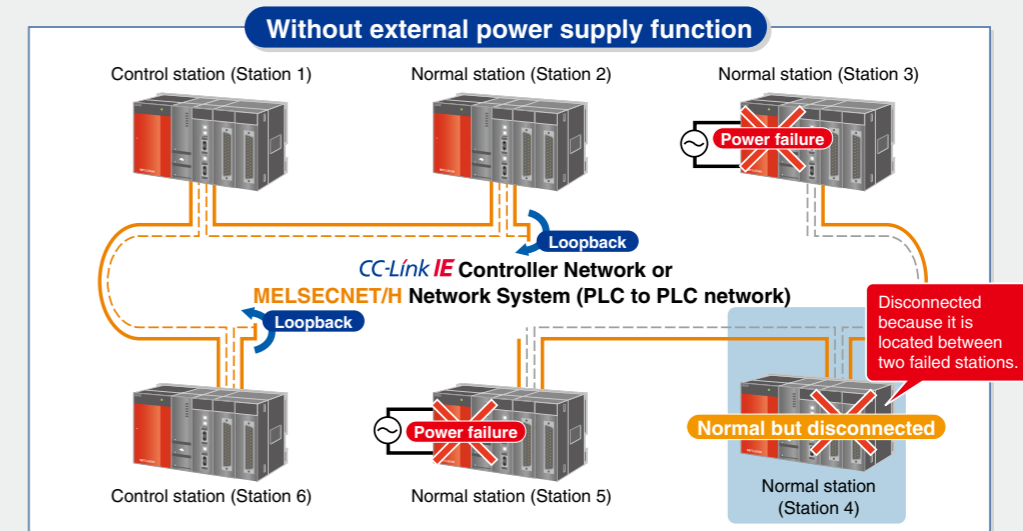 Without external power supply function
Control station (Station 1)
Normal station (Station 2)
Normal station (Station 3)
Power failure
Loopback
CC-Link IE Controller Network or
MELSECNET/H Network System (PLC to PLC network)
Loopback
Disconnected
because it is
located between
two failed stations.
Power failure
Normal but disconnected
Control station (Station 6)
Normal station (Station 5)
Normal station
(Station 4)